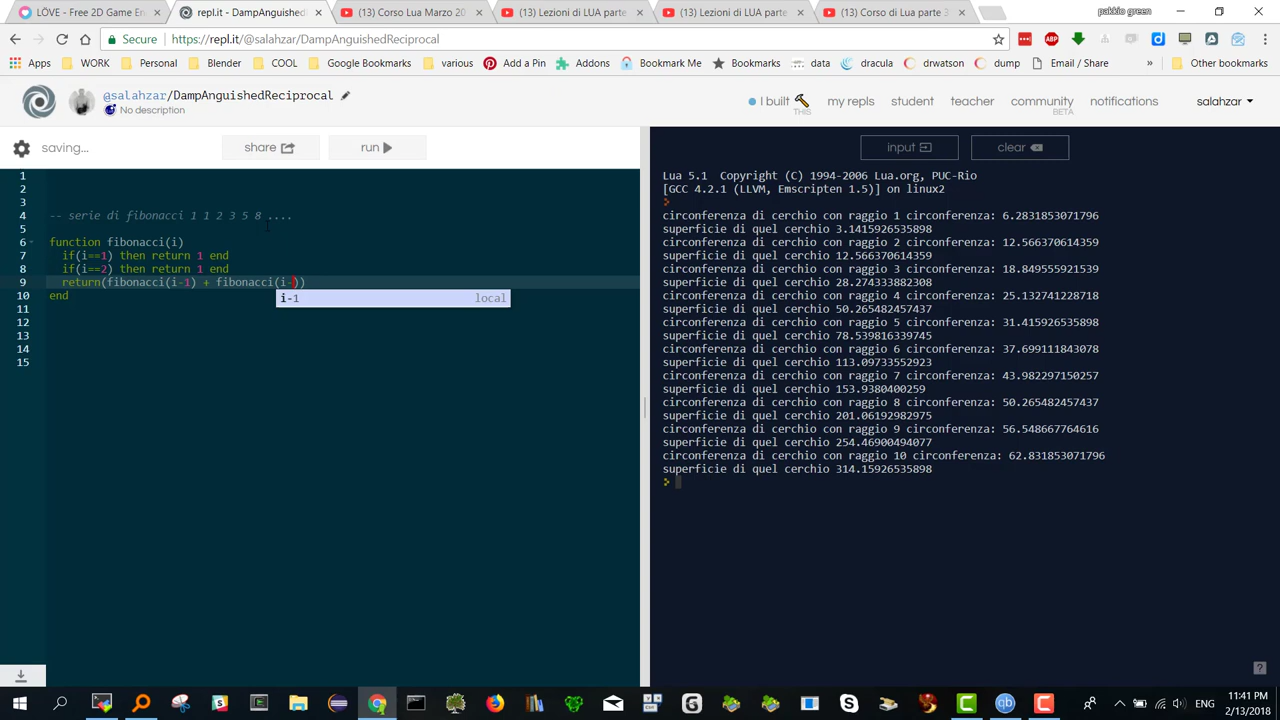 LÖVE - Free 2D Game En
repl.it - DampAnguished
(13) Corso Lua Marzo 20
(13) Lezioni di LUA parte
(13) Lezioni di LUA parte
(13) Corso di Lua parte 3
pakkio green
Secure
https://repl.it/@salahzar/DampAnguishedReciprocal
Apps
WORK
Personal
Blender
COOL
Google Bookmarks
various
Add a Pin
Addons
Bookmark Me
Bookmarks
data
dracula
drwatson
dump
Email / Share
»
Other bookmarks
@salahzar/DampAnguishedReciprocal
No description
I built THIS
my repls
student
teacher
community
BETA
notifications
salahzar
saving...
share
run
input
clear
1
2
3
4 -- serie di fibonacci 1 1 2 3 5 8 ....
5
6 function fibonacci(i)
7 if(i==1) then return 1 end
8 if(i==2) then return 1 end
9 return(fibonacci(i-1) + fibonacci(i-))
10 end
i-1 local
11
12
13
14
15
Lua 5.1 Copyright (C) 1994-2006 Lua.org, PUC-Rio
[GCC 4.2.1 (LLVM, Emscripten 1.5)] on linux2
circonferenza di cerchio con raggio 1 circonferenza: 6.2831853071796
superficie di quel cerchio 3.1415926535898
circonferenza di cerchio con raggio 2 circonferenza: 12.566370614359
superficie di quel cerchio 12.566370614359
circonferenza di cerchio con raggio 3 circonferenza: 18.849555921539
superficie di quel cerchio 28.274333882308
circonferenza di cerchio con raggio 4 circonferenza: 25.132741228718
superficie di quel cerchio 50.265482457437
circonferenza di cerchio con raggio 5 circonferenza: 31.415926535898
superficie di quel cerchio 78.539816339745
circonferenza di cerchio con raggio 6 circonferenza: 37.699111843078
superficie di quel cerchio 113.09733552923
circonferenza di cerchio con raggio 7 circonferenza: 43.982297150257
superficie di quel cerchio 153.9380400259
circonferenza di cerchio con raggio 8 circonferenza: 50.265482457437
superficie di quel cerchio 201.06192982975
circonferenza di cerchio con raggio 9 circonferenza: 56.548667764616
superficie di quel cerchio 254.46900494077
circonferenza di cerchio con raggio 10 circonferenza: 62.831853071796
superficie di quel cerchio 314.15926535898
ENG
11:41 PM
2/13/2018